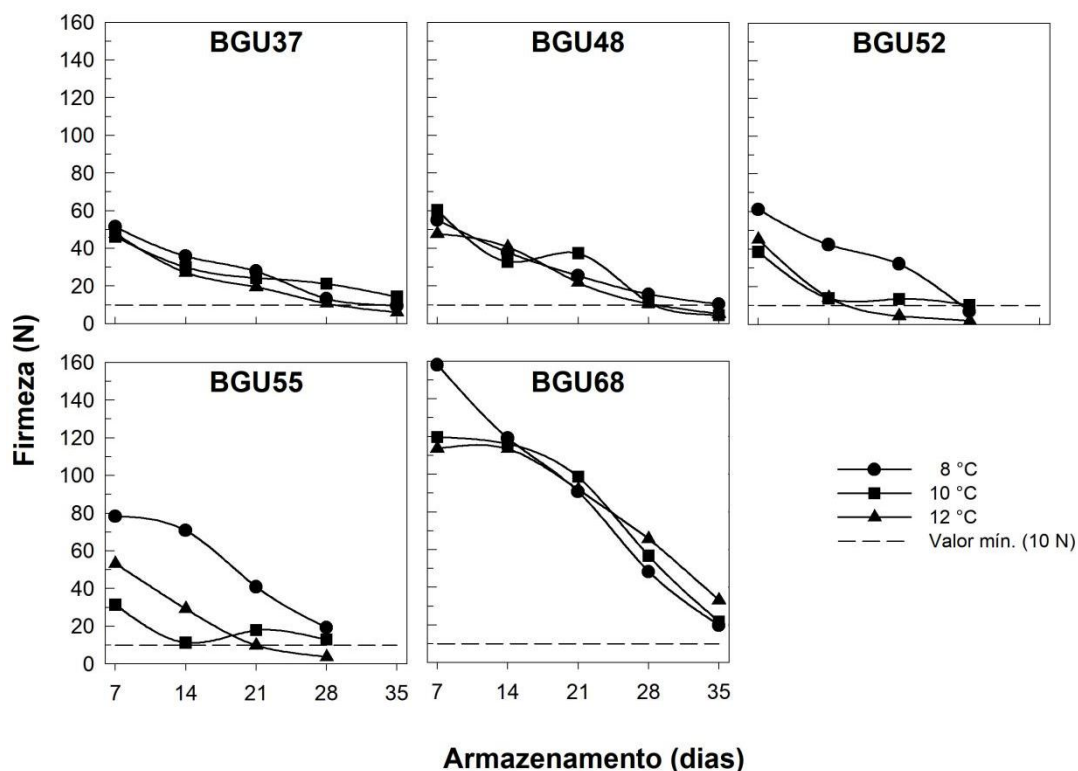 BGU37
BGU48
BGU52
160
140
120
100
80
60
40
20
0
BGU55
BGU68
160
140
120
100
80
60
40
20
0
7 14 21 28 35
7 14 21 28 35
Firmeza (N)
8 °C
10 °C
12 °C
Valor mín. (10 N)
Armazenamento (dias)